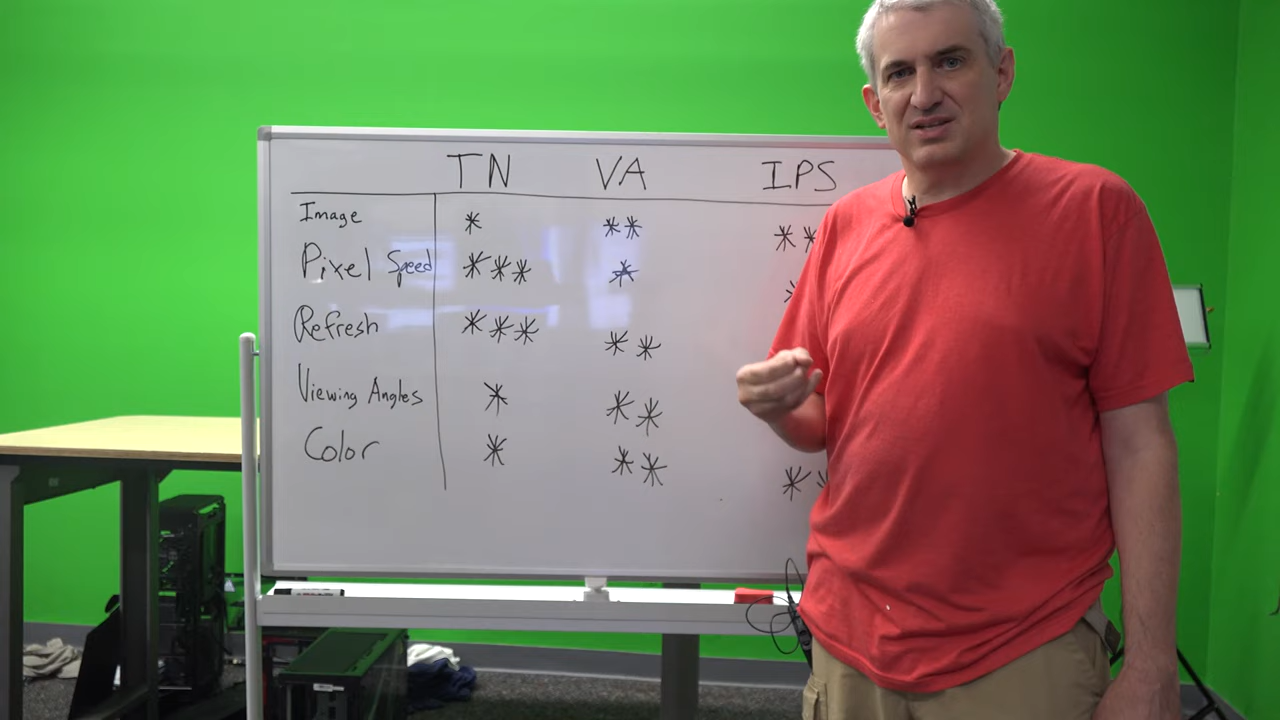 TN VA IPS
Image * ** **
Pixel Speed *** * *
Refresh *** **
Viewing Angles * **
Color * ** *